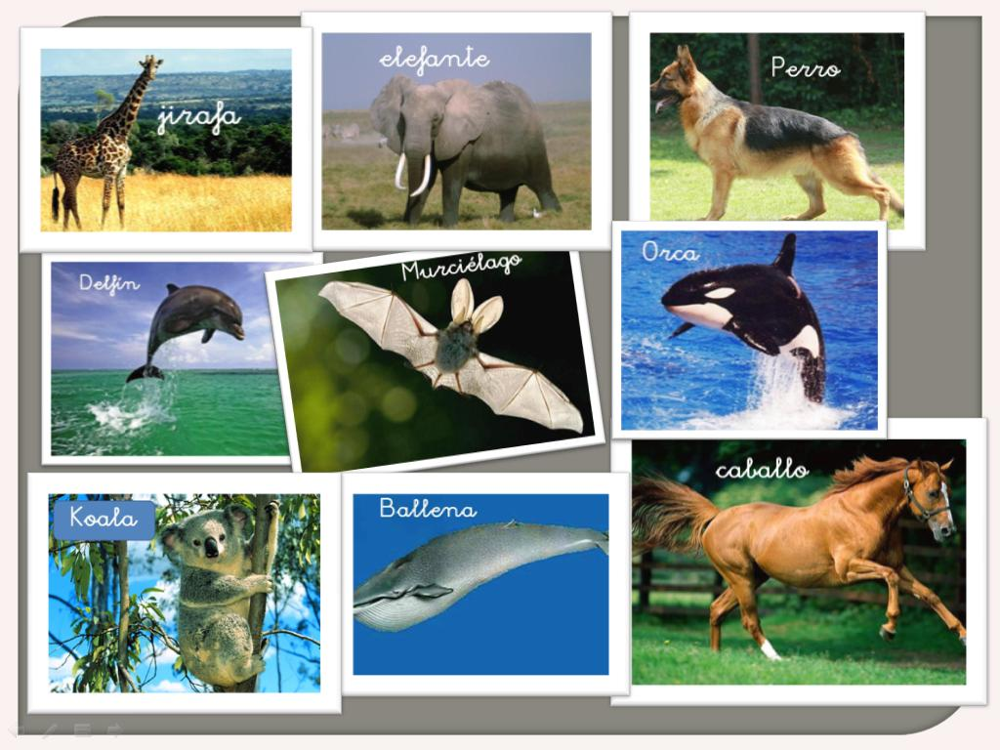 jirafa
elefante
Perro
Delfín
Murciélago
Orca
Koala
Ballena
caballo